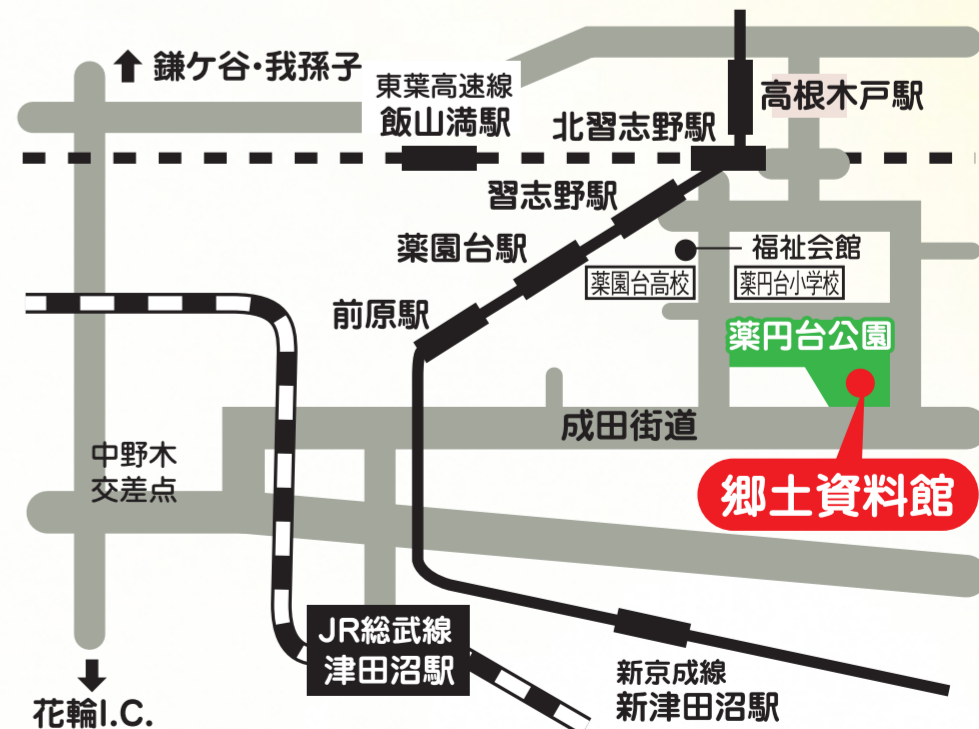 鎌ケ谷・我孫子
東葉高速線
飯山満駅
北習志野駅
高根木戸駅
習志野駅
薬園台駅
福祉会館
薬園台高校
薬円台小学校
前原駅
薬円台公園
成田街道
中野木
交差点
郷土資料館
JR総武線
津田沼駅
新京成線
新津田沼駅
花輪I.C.